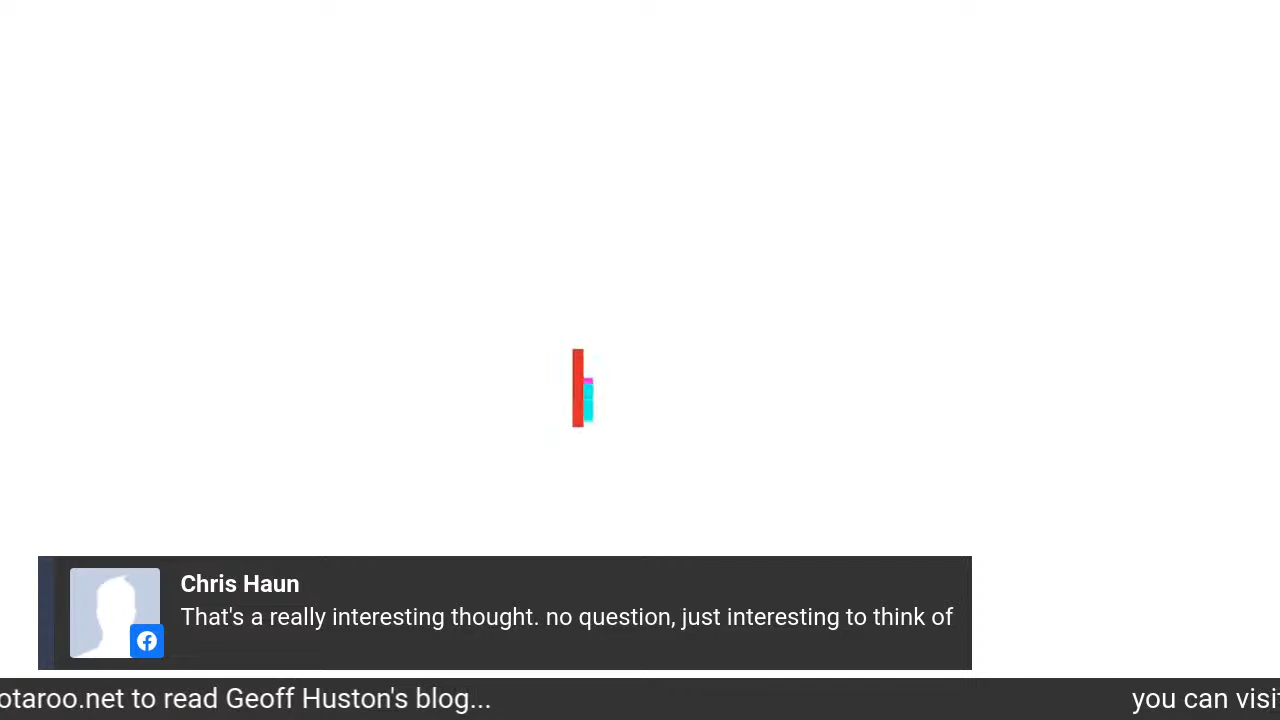 Chris Haun
That's a really interesting thought. no question, just interesting to think of
otaroo.net to read Geoff Huston's blog... you can visit